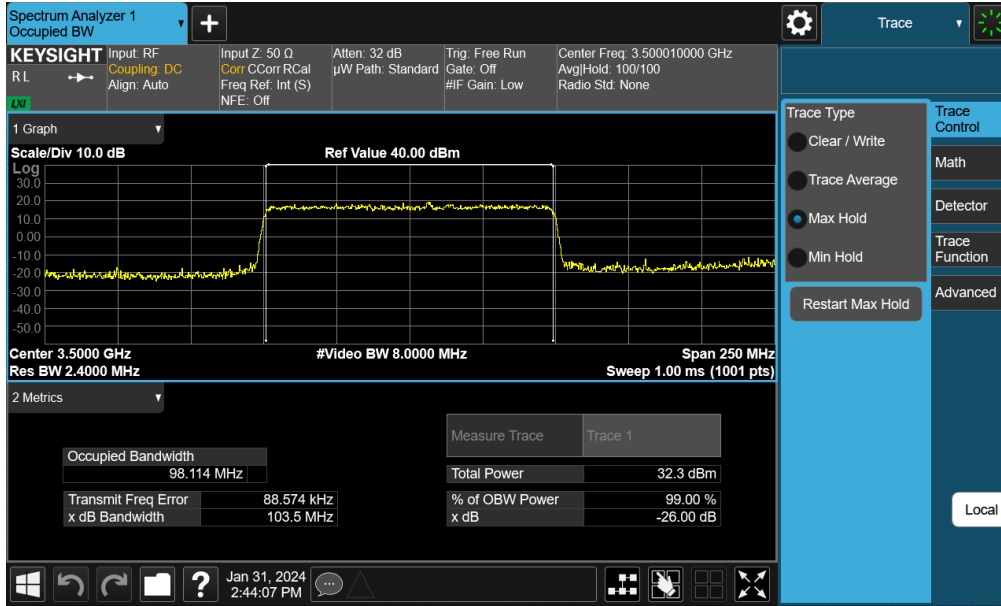 Spectrum Analyzer 1
Occupied BW
Trace
KEYSIGHT
RL
LXI
Input: RF
Coupling: DC
Align: Auto
Input Z: 50 Ω
Corr CCorr RCal
Freq Ref: Int (S)
NFE: Off
Atten: 32 dB
µW Path: Standard
Trig: Free Run
Gate: Off
#IF Gain: Low
Center Freq: 3.500010000 GHz
Avg|Hold: 100/100
Radio Std: None
1 Graph
Scale/Div 10.0 dB
Ref Value 40.00 dBm
Log
30.0
20.0
10.0
0.00
-10.0
-20.0
-30.0
-40.0
-50.0
Center 3.5000 GHz
#Video BW 8.0000 MHz
Span 250 MHz
Res BW 2.4000 MHz
Sweep 1.00 ms (1001 pts)
2 Metrics
Measure Trace
Trace 1
Occupied Bandwidth
98.114 MHz
Total Power 32.3 dBm
Transmit Freq Error 88.574 kHz
% of OBW Power 99.00 %
x dB Bandwidth 103.5 MHz
x dB -26.00 dB
Trace Type
Clear / Write
Trace Average
Max Hold
Min Hold
Restart Max Hold
Trace
Control
Math
Detector
Trace
Function
Advanced
Local
?
Jan 31, 2024
2:44:07 PM